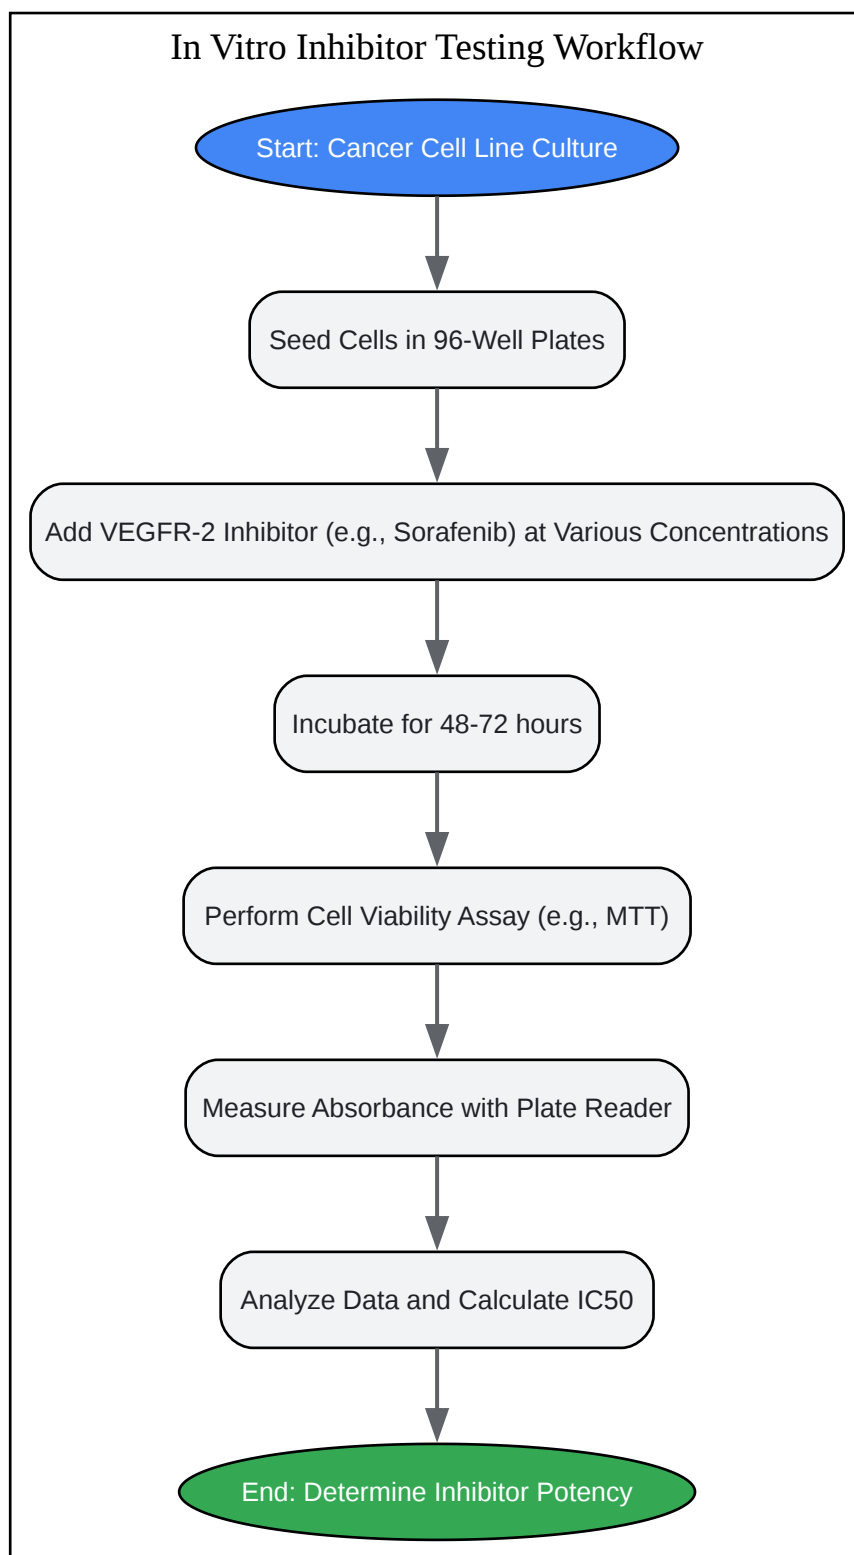 In Vitro Inhibitor Testing Workflow
Start: Cancer Cell Line Culture
Seed Cells in 96-Well Plates
Add VEGFR-2 Inhibitor (e.g., Sorafenib) at Various Concentrations
Incubate for 48-72 hours
Perform Cell Viability Assay (e.g., MTT)
Measure Absorbance with Plate Reader
Analyze Data and Calculate IC50
End: Determine Inhibitor Potency